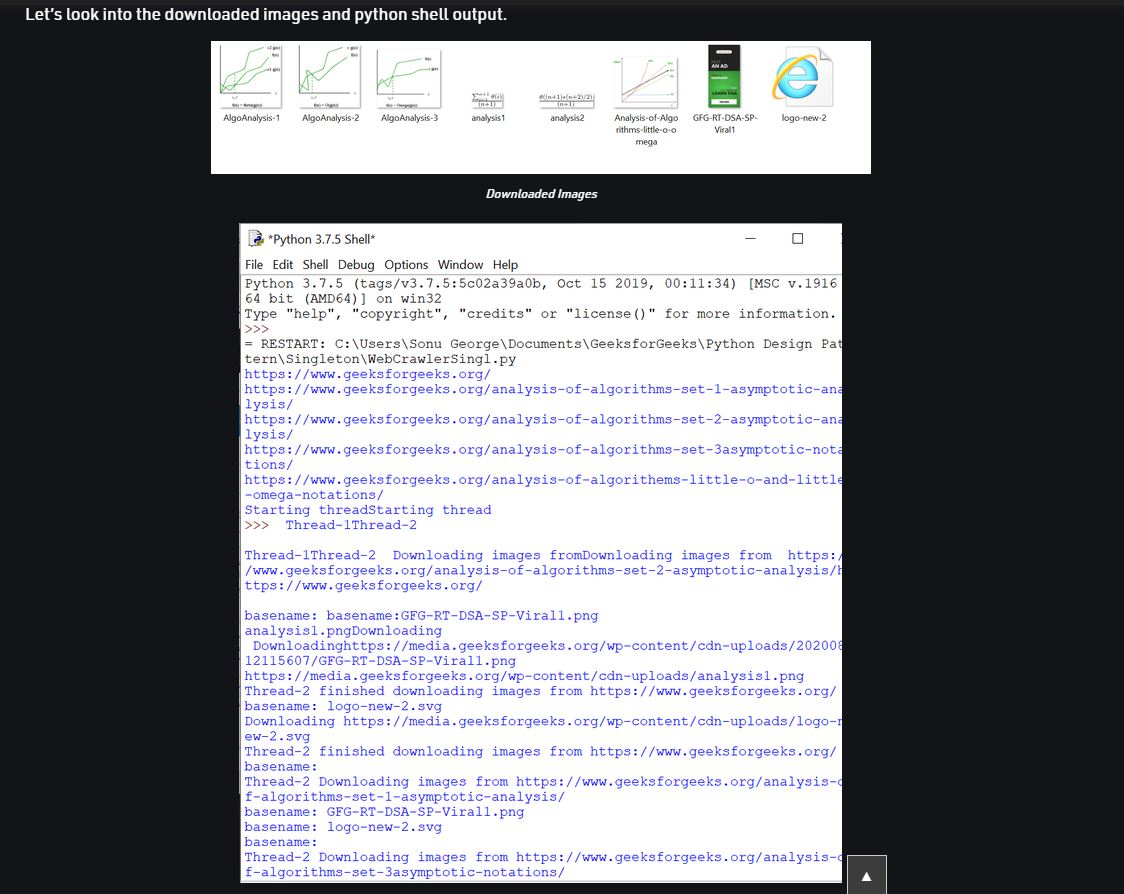 Let's look into the downloaded images and python shell output.
AlgoAnalysis-1
AlgoAnalysis-2
AlgoAnalysis-3
analysis1
analysis2
Analysis-of-Algo
rithms-little-o-o
mega
GFG-RT-DSA-SP-
Viral1
logo-new-2
Downloaded Images
*Python 3.7.5 Shell*
File Edit Shell Debug Options Window Help
Python 3.7.5 (tags/v3.7.5:5c02a39a0b, Oct 15 2019, 00:11:34) [MSC v.1916
64 bit (AMD64)] on win32
Type "help", "copyright", "credits" or "license()" for more information.
>>>
= RESTART: C:\Users\Sonu George\Documents\GeeksforGeeks\Python Design Pat
tern\Singleton\WebCrawlerSingl.py
https://www.geeksforgeeks.org/
https://www.geeksforgeeks.org/analysis-of-algorithms-set-1-asymptotic-ana
lysis/
https://www.geeksforgeeks.org/analysis-of-algorithms-set-2-asymptotic-ana
lysis/
https://www.geeksforgeeks.org/analysis-of-algorithms-set-3asymptotic-nota
tions/
https://www.geeksforgeeks.org/analysis-of-algorithems-little-o-and-little
-omega-notations/
Starting threadStarting thread
>>>  Thread-1Thread-2
Thread-1Thread-2  Downloading images fromDownloading images from  https:/
/www.geeksforgeeks.org/analysis-of-algorithms-set-2-asymptotic-analysis/h
ttps://www.geeksforgeeks.org/
basename: basename:GFG-RT-DSA-SP-Viral1.png
analysis1.pngDownloading
 Downloadinghttps://media.geeksforgeeks.org/wp-content/cdn-uploads/202008
12115607/GFG-RT-DSA-SP-Viral1.png
https://media.geeksforgeeks.org/wp-content/cdn-uploads/analysis1.png
Thread-2 finished downloading images from https://www.geeksforgeeks.org/
basename: logo-new-2.svg
Downloading https://media.geeksforgeeks.org/wp-content/cdn-uploads/logo-n
ew-2.svg
Thread-2 finished downloading images from https://www.geeksforgeeks.org/
basename:
Thread-2 Downloading images from https://www.geeksforgeeks.org/analysis-o
f-algorithms-set-1-asymptotic-analysis/
basename: GFG-RT-DSA-SP-Viral1.png
basename: logo-new-2.svg
basename:
Thread-2 Downloading images from https://www.geeksforgeeks.org/analysis-o
f-algorithms-set-3asymptotic-notations/